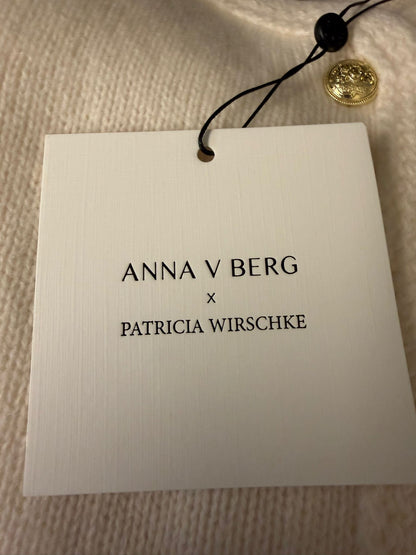 ANNA V BERG
x
PATRICIA WIRSCHKE